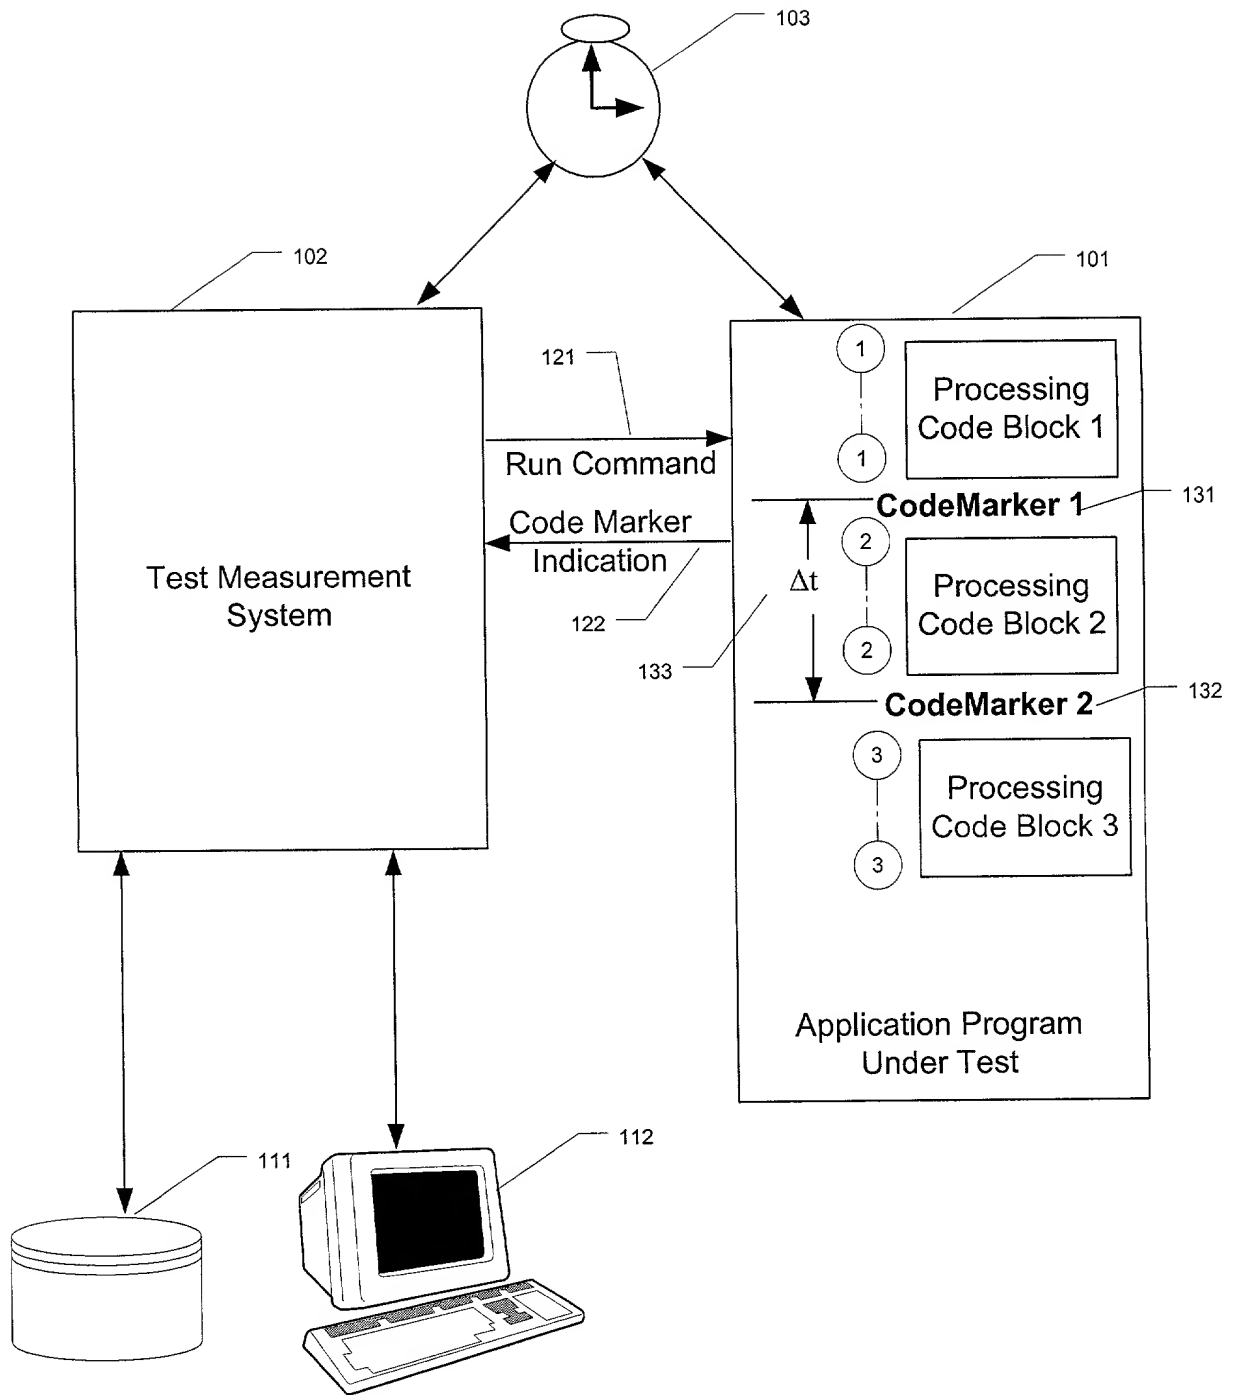 103
102
101
121
1
Processing
Code Block 1
1
Run Command
CodeMarker 1
131
Code Marker
Indication
122
2
Processing
Code Block 2
2
Δt
133
CodeMarker 2
132
Test Measurement
System
3
Processing
Code Block 3
3
Application Program
Under Test
111
112